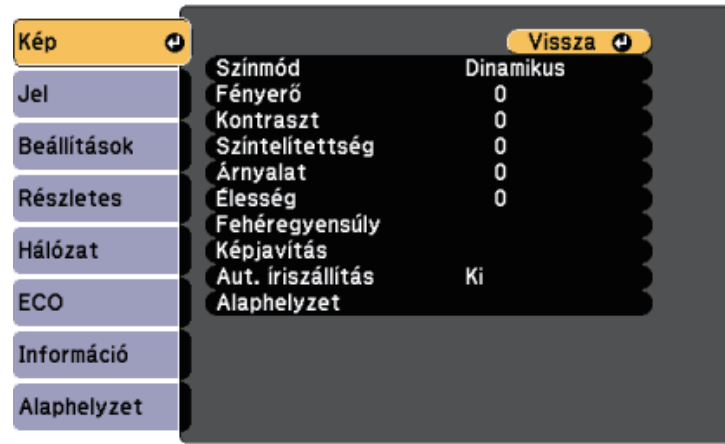 Kép
Jel
Beállítások
Részletes
Hálózat
ECO
Információ
Alaphelyzet
Vissza
Színmód Dinamikus
Fényerő 0
Kontraszt 0
Színtelítettség 0
Árnyalat 0
Élesség 0
Fehéregyensúly
Képjavítás
Aut. íriszállítás Ki
Alaphelyzet